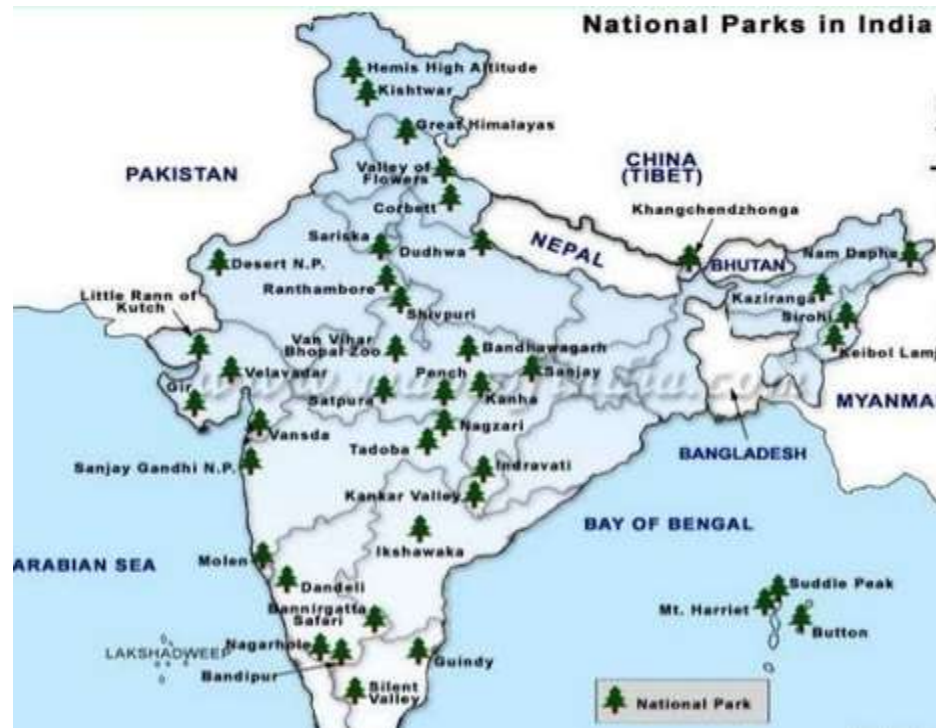 National Parks in India
Hemis High Altitude
Kishtwar
Great Himalayas
PAKISTAN
Valley of
Flowers
CHINA
(TIBET)
Corbett
Khangchendzhonga
Sariska
Dudhwa
NEPAL
BHUTAN
Nam Dapha
Desert N.P.
Ranthambore
Kaziranga
Little Rann of
Kutch
Shivpuri
Sirohi
Van Vihar
Bhopal Zoo
Bandhawagarh
Keibol Lamj
Velavadar
Pench
Sanjay
Gir
Satpura
Kanha
MYANMA
Vansda
Nagzari
Tadoba
BANGLADESH
Sanjay Gandhi N.P.
Indravati
Kankar Valley
BAY OF BENGAL
Ikshawaka
ARABIAN SEA
Molen
Dandeli
Suddle Peak
Bannirgatta
Safari
Mt. Harriet
Button
Nagarhole
LAKSHADWEEP
Guindy
Bandipur
Silent
Valley
National Park